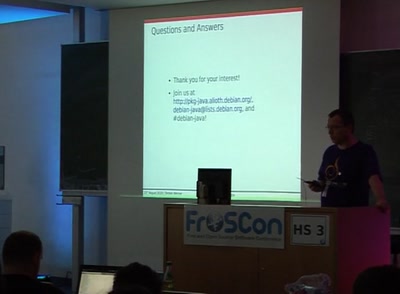 Questions and Answers
• Thank you for your interest!
• Join us at
http://pkg-java.alioth.debian.org/,
debian-java@lists.debian.org, and
#debian-java!
FrOSCon
HS 3